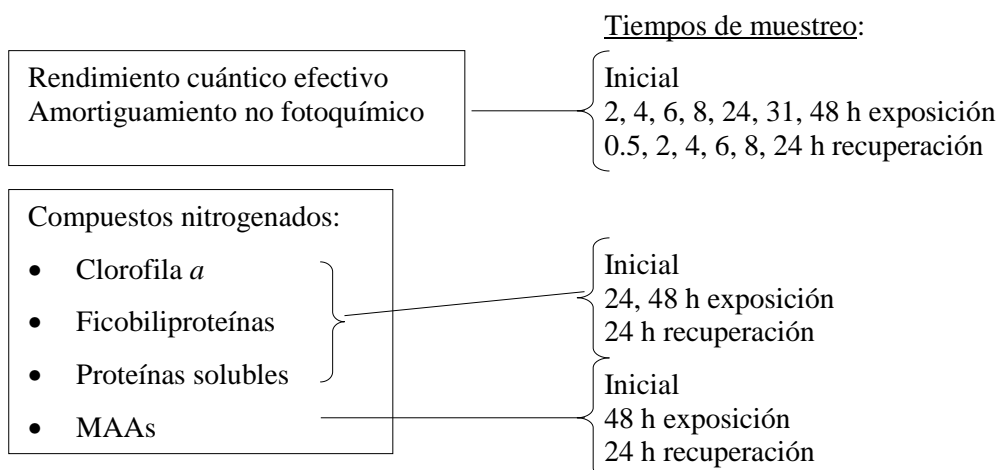 Tiempos de muestreo:
Rendimiento cuántico efectivo
Amortiguamiento no fotoquímico
Inicial
2, 4, 6, 8, 24, 31, 48 h exposición
0.5, 2, 4, 6, 8, 24 h recuperación
Compuestos nitrogenados:
• Clorofila a
• Ficobiliproteínas
• Proteínas solubles
• MAAs
Inicial
24, 48 h exposición
24 h recuperación
Inicial
48 h exposición
24 h recuperación